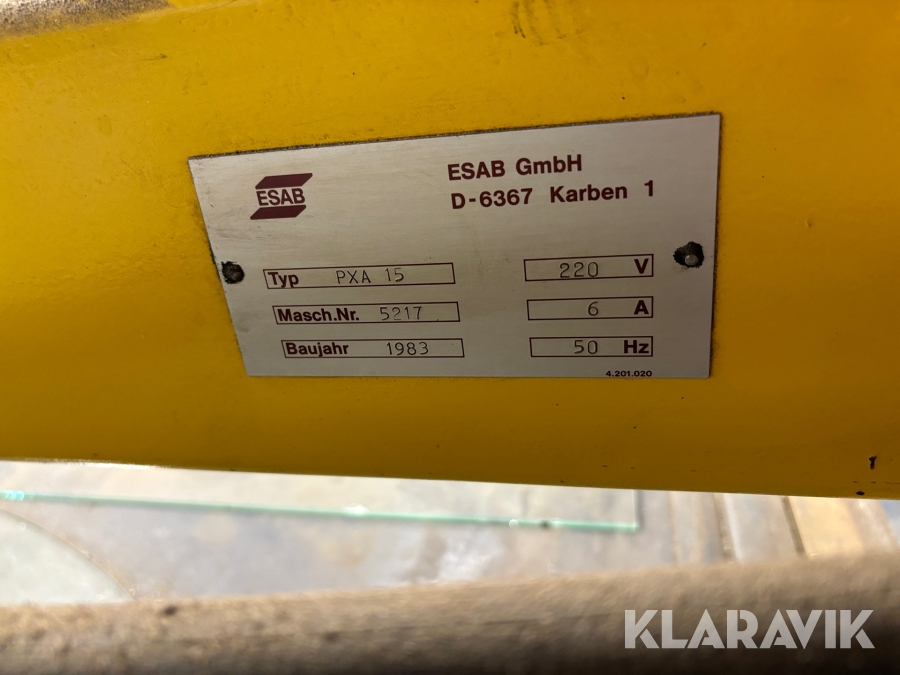 ESAB
ESAB GmbH
D-6367 Karben 1
Typ PXA 15
220 V
Masch.Nr. 5217
6 A
Baujahr 1983
50 Hz
4.201.020
KLARAVIK